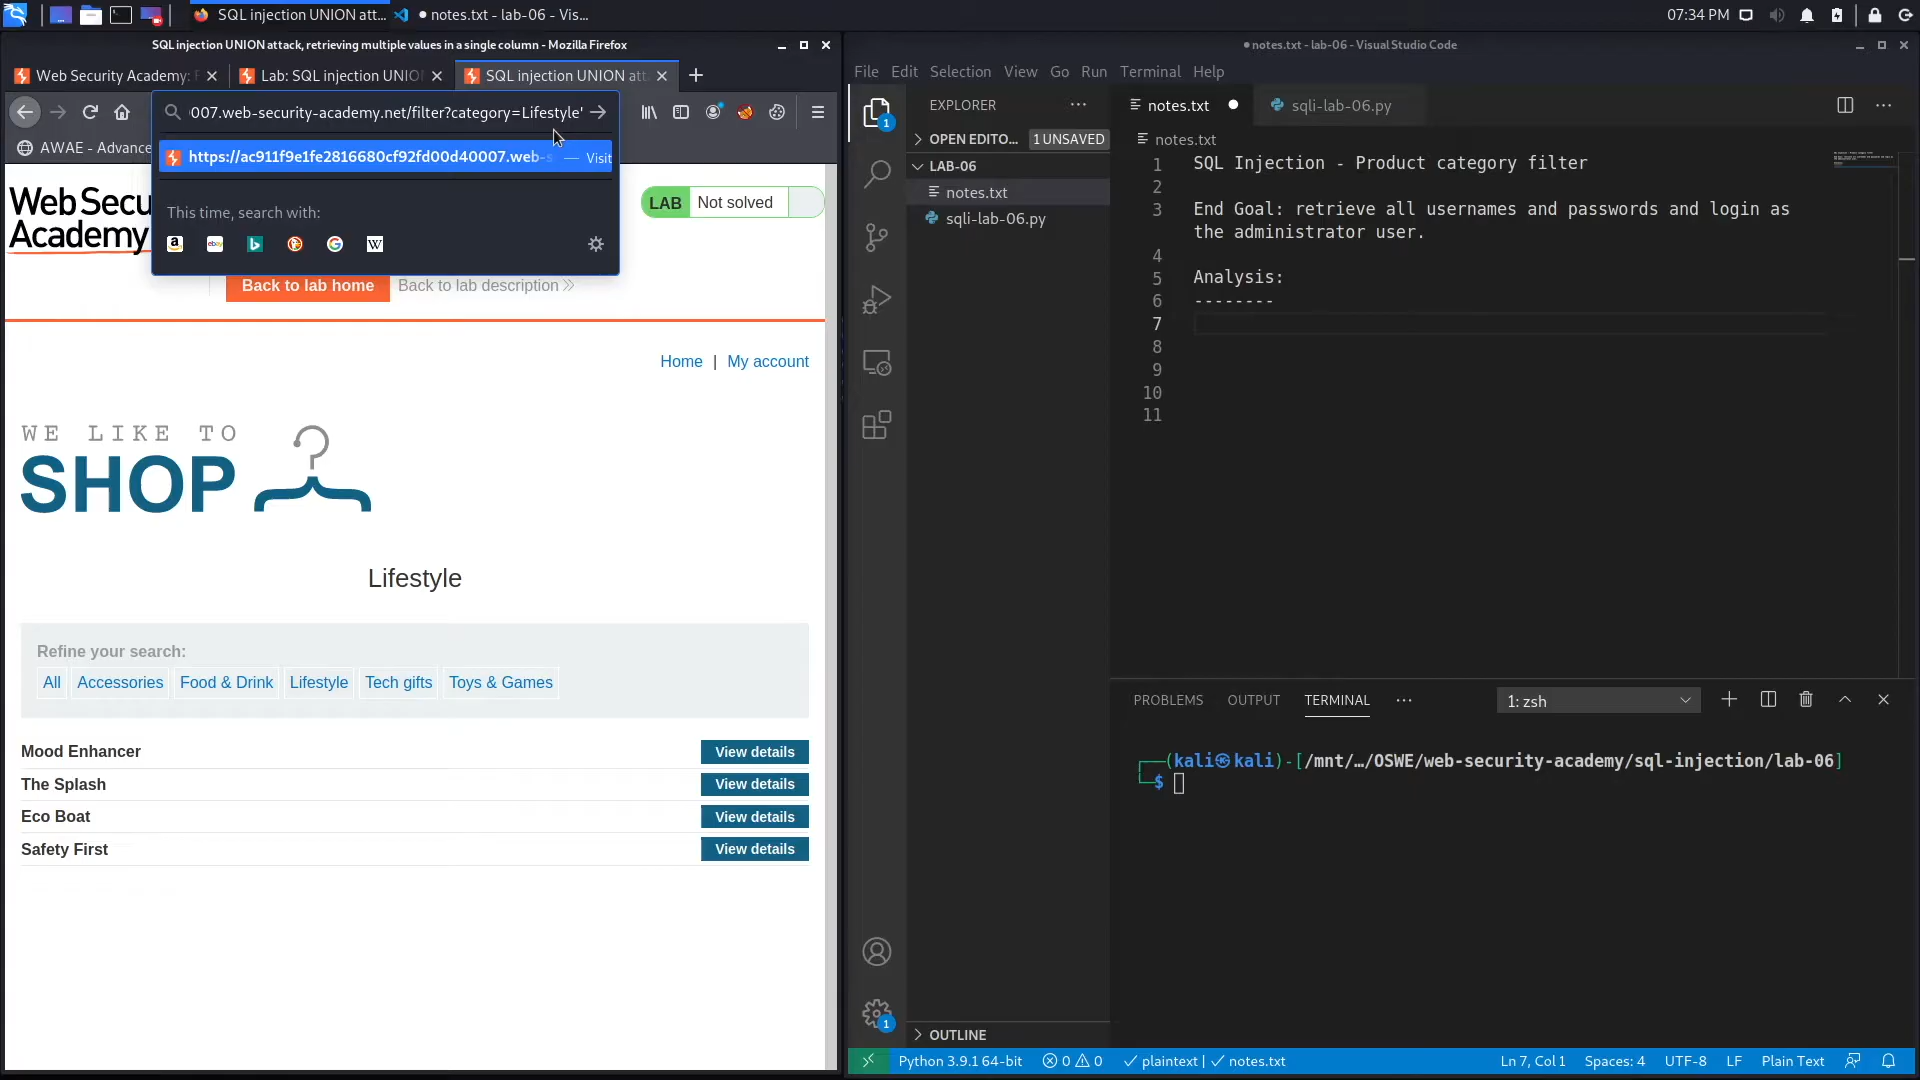 SQL injection UNION att...
● notes.txt - lab-06 - Vis...
07:34 PM
SQL injection UNION attack, retrieving multiple values in a single column - Mozilla Firefox
Web Security Academy:
Lab: SQL injection UNIO
SQL injection UNION att
007.web-security-academy.net/filter?category=Lifestyle'
AWAE - Advance
https://ac911f9e1fe2816680cf92fd00d40007.web-s — Visit
This time, search with:
Web Secu
Academy
LAB Not solved
Back to lab home
Back to lab description
Home | My account
WE LIKE TO
SHOP
Lifestyle
Refine your search:
All Accessories Food & Drink Lifestyle Tech gifts Toys & Games
Mood Enhancer View details
The Splash View details
Eco Boat View details
Safety First View details
● notes.txt - lab-06 - Visual Studio Code
File Edit Selection View Go Run Terminal Help
EXPLORER ...
OPEN EDITO... 1 UNSAVED
LAB-06
notes.txt
sqli-lab-06.py
OUTLINE
1
1
notes.txt ● sqli-lab-06.py ...
notes.txt
1 SQL Injection - Product category filter
2
3 End Goal: retrieve all usernames and passwords and login as
the administrator user.
4
5 Analysis:
6 --------
7
8
9
10
11
PROBLEMS OUTPUT TERMINAL ... 1: zsh
┌──(kali㉿kali)-[/mnt/…/OSWE/web-security-academy/sql-injection/lab-06]
└─$
Python 3.9.1 64-bit 0 0 ✓ plaintext | ✓ notes.txt Ln 7, Col 1 Spaces: 4 UTF-8 LF Plain Text